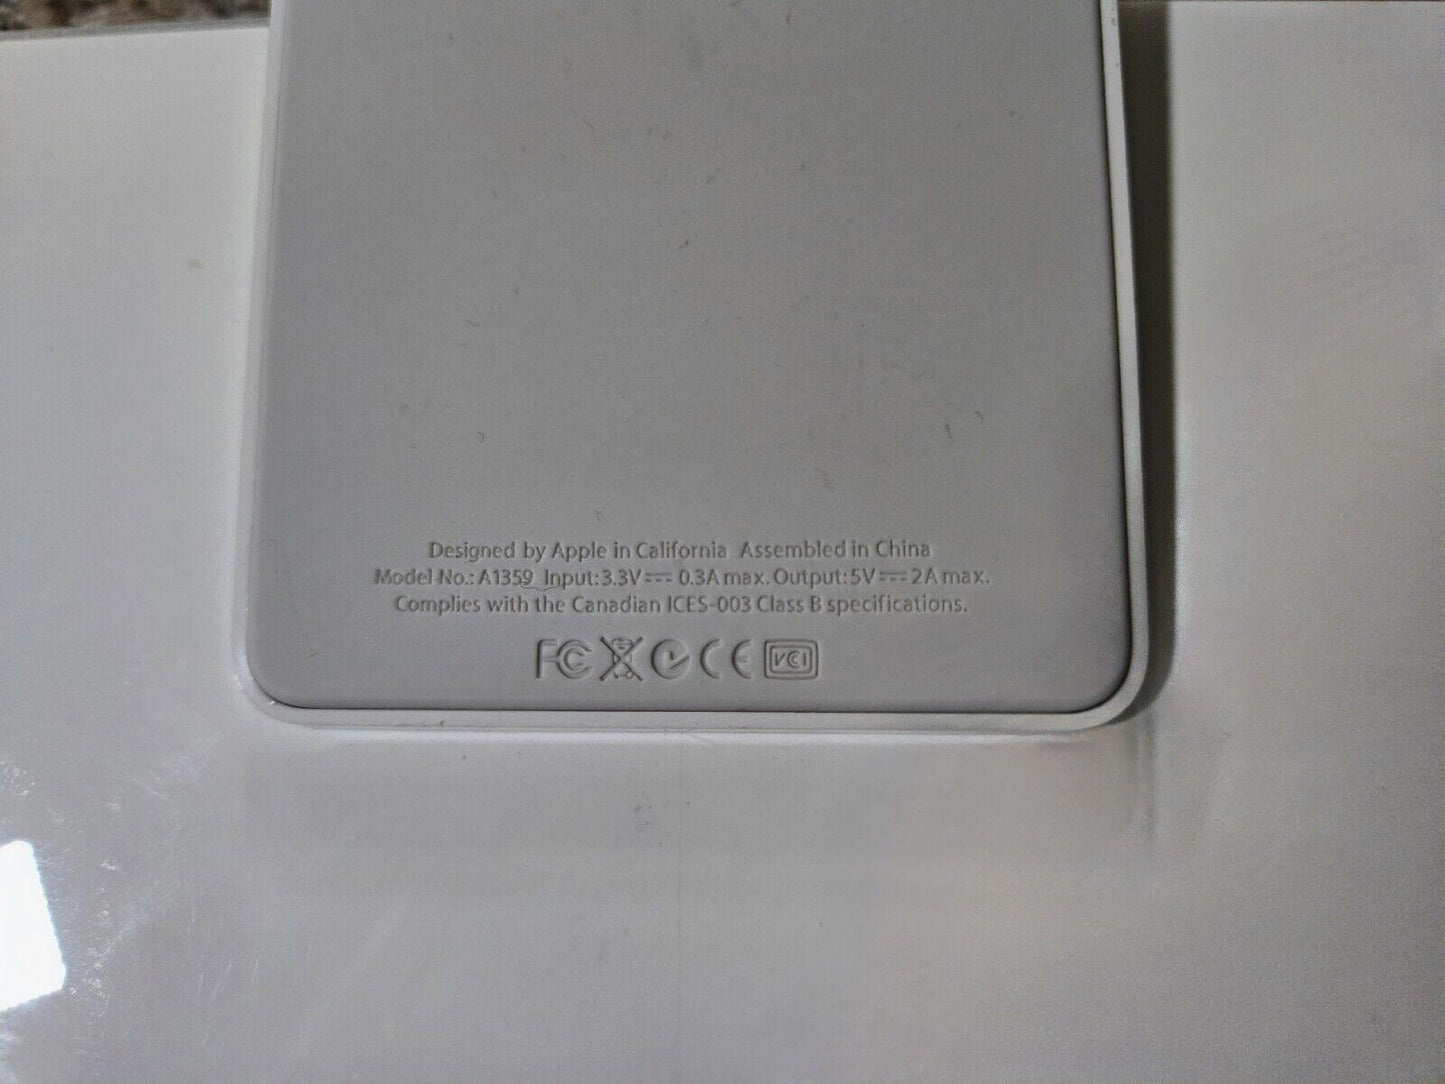 Designed by Apple in California Assembled in China
Model No.: A1359 Input: 3.3V⎓ 0.3A max. Output: 5V⎓ 2A max.
Complies with the Canadian ICES-003 Class B specifications.
FC CE VCI